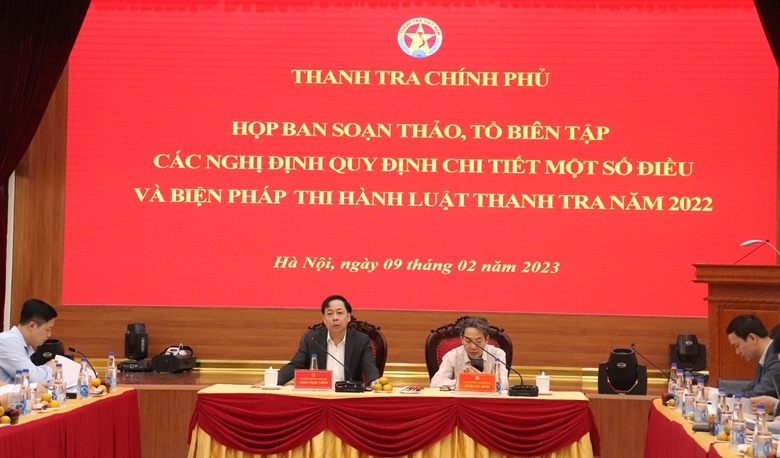 THANH TRA CHÍNH PHỦ
HỌP BAN SOẠN THẢO, TỔ BIÊN TẬP
CÁC NGHỊ ĐỊNH QUY ĐỊNH CHI TIẾT MỘT SỐ ĐIỀU
VÀ BIỆN PHÁP THI HÀNH LUẬT THANH TRA NĂM 2022
Hà Nội, ngày 09 tháng 02 năm 2023